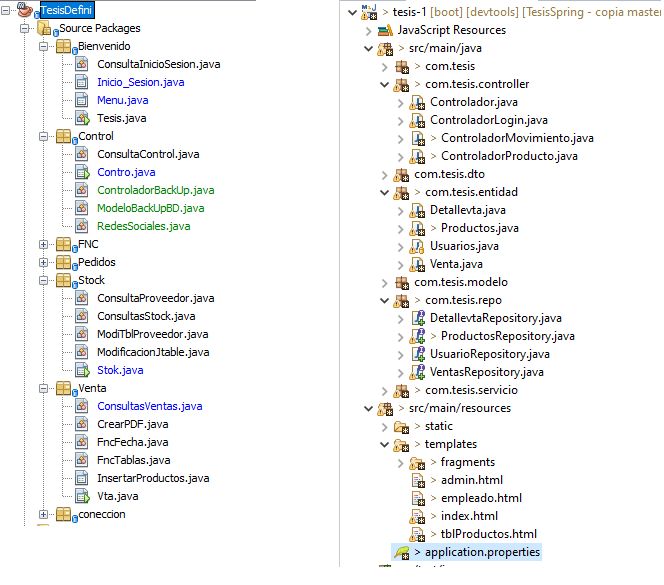 TesisDefini
Source Packages
Bienvenido
ConsultaInicioSesion.java
Inicio_Sesion.java
Menu.java
Tesis.java
Control
ConsultaControl.java
Contro.java
ControladorBackUp.java
ModeloBackUpBD.java
RedesSociales.java
FNC
Pedidos
Stock
ConsultaProveedor.java
ConsultasStock.java
ModiTblProveedor.java
ModificacionJtable.java
Stok.java
Venta
ConsultasVentas.java
CrearPDF.java
FncFecha.java
FncTablas.java
InsertarProductos.java
Vta.java
coneccion
> tesis-1 [boot] [devtools] [TesisSpring - copia master
JavaScript Resources
> src/main/java
> com.tesis
> com.tesis.controller
Controlador.java
ControladorLogin.java
> ControladorMovimiento.java
> ControladorProducto.java
com.tesis.dto
> com.tesis.entidad
Detallevta.java
> Productos.java
Usuarios.java
Venta.java
com.tesis.modelo
> com.tesis.repo
DetallevtaRepository.java
> ProductosRepository.java
UsuarioRepository.java
VentasRepository.java
> com.tesis.servicio
> src/main/resources
> static
> templates
> fragments
admin.html
> empleado.html
> index.html
> tblProductos.html
> application.properties